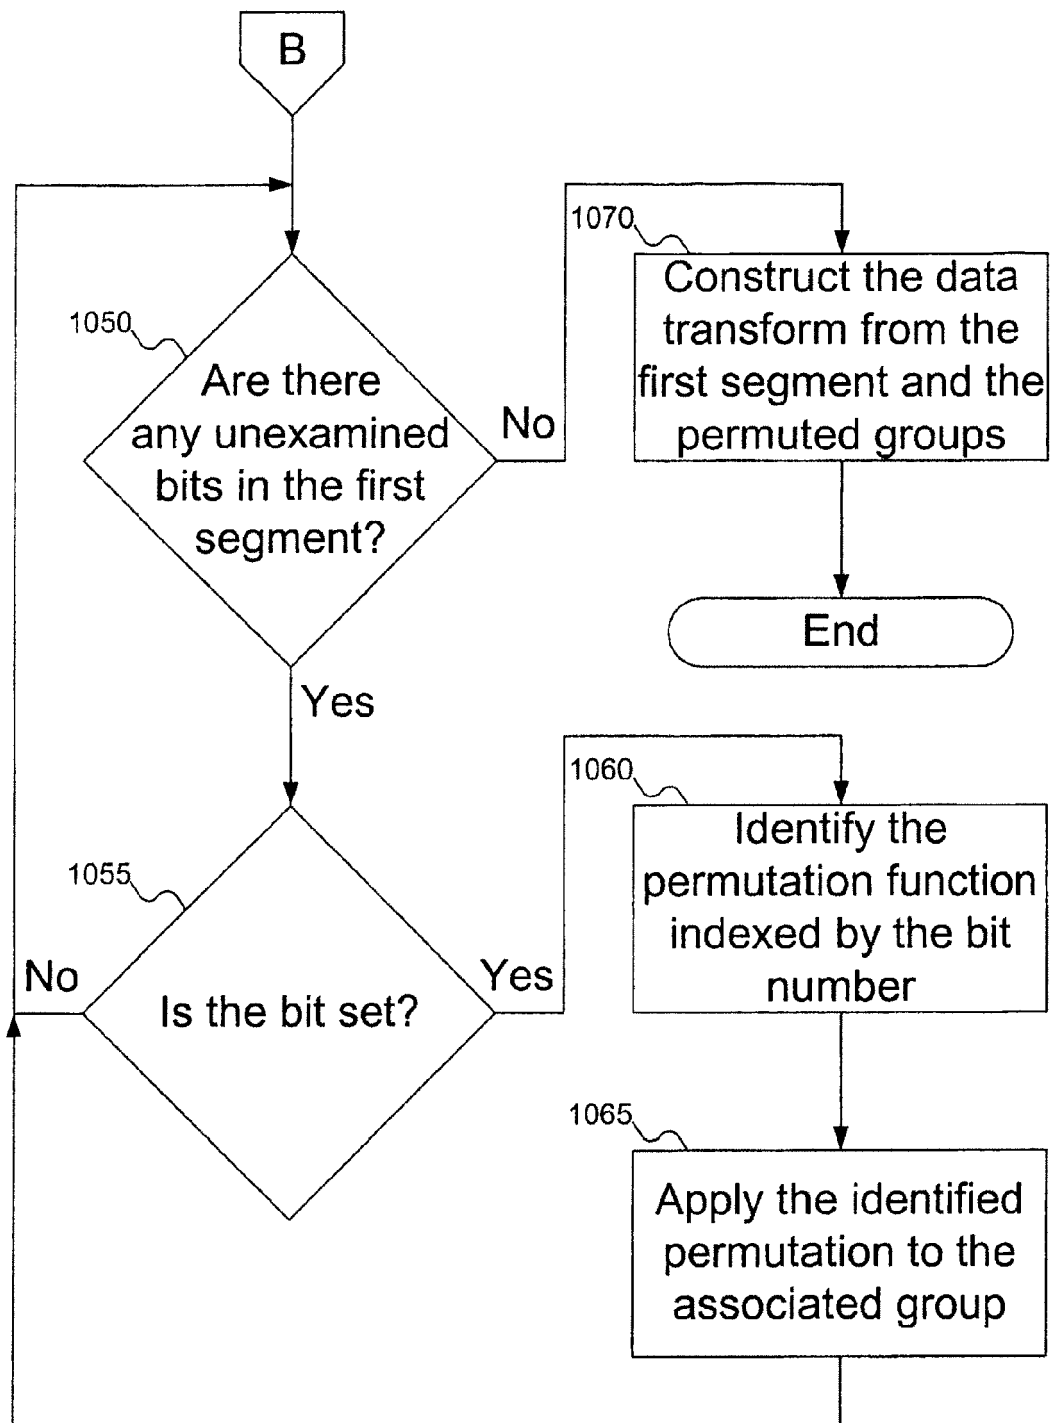 B
1050
Are there
any unexamined
bits in the first
segment?
No
1070
Construct the data
transform from the
first segment and the
permuted groups
End
Yes
1055
Is the bit set?
No
Yes
1060
Identify the
permutation function
indexed by the bit
number
1065
Apply the identified
permutation to the
associated group